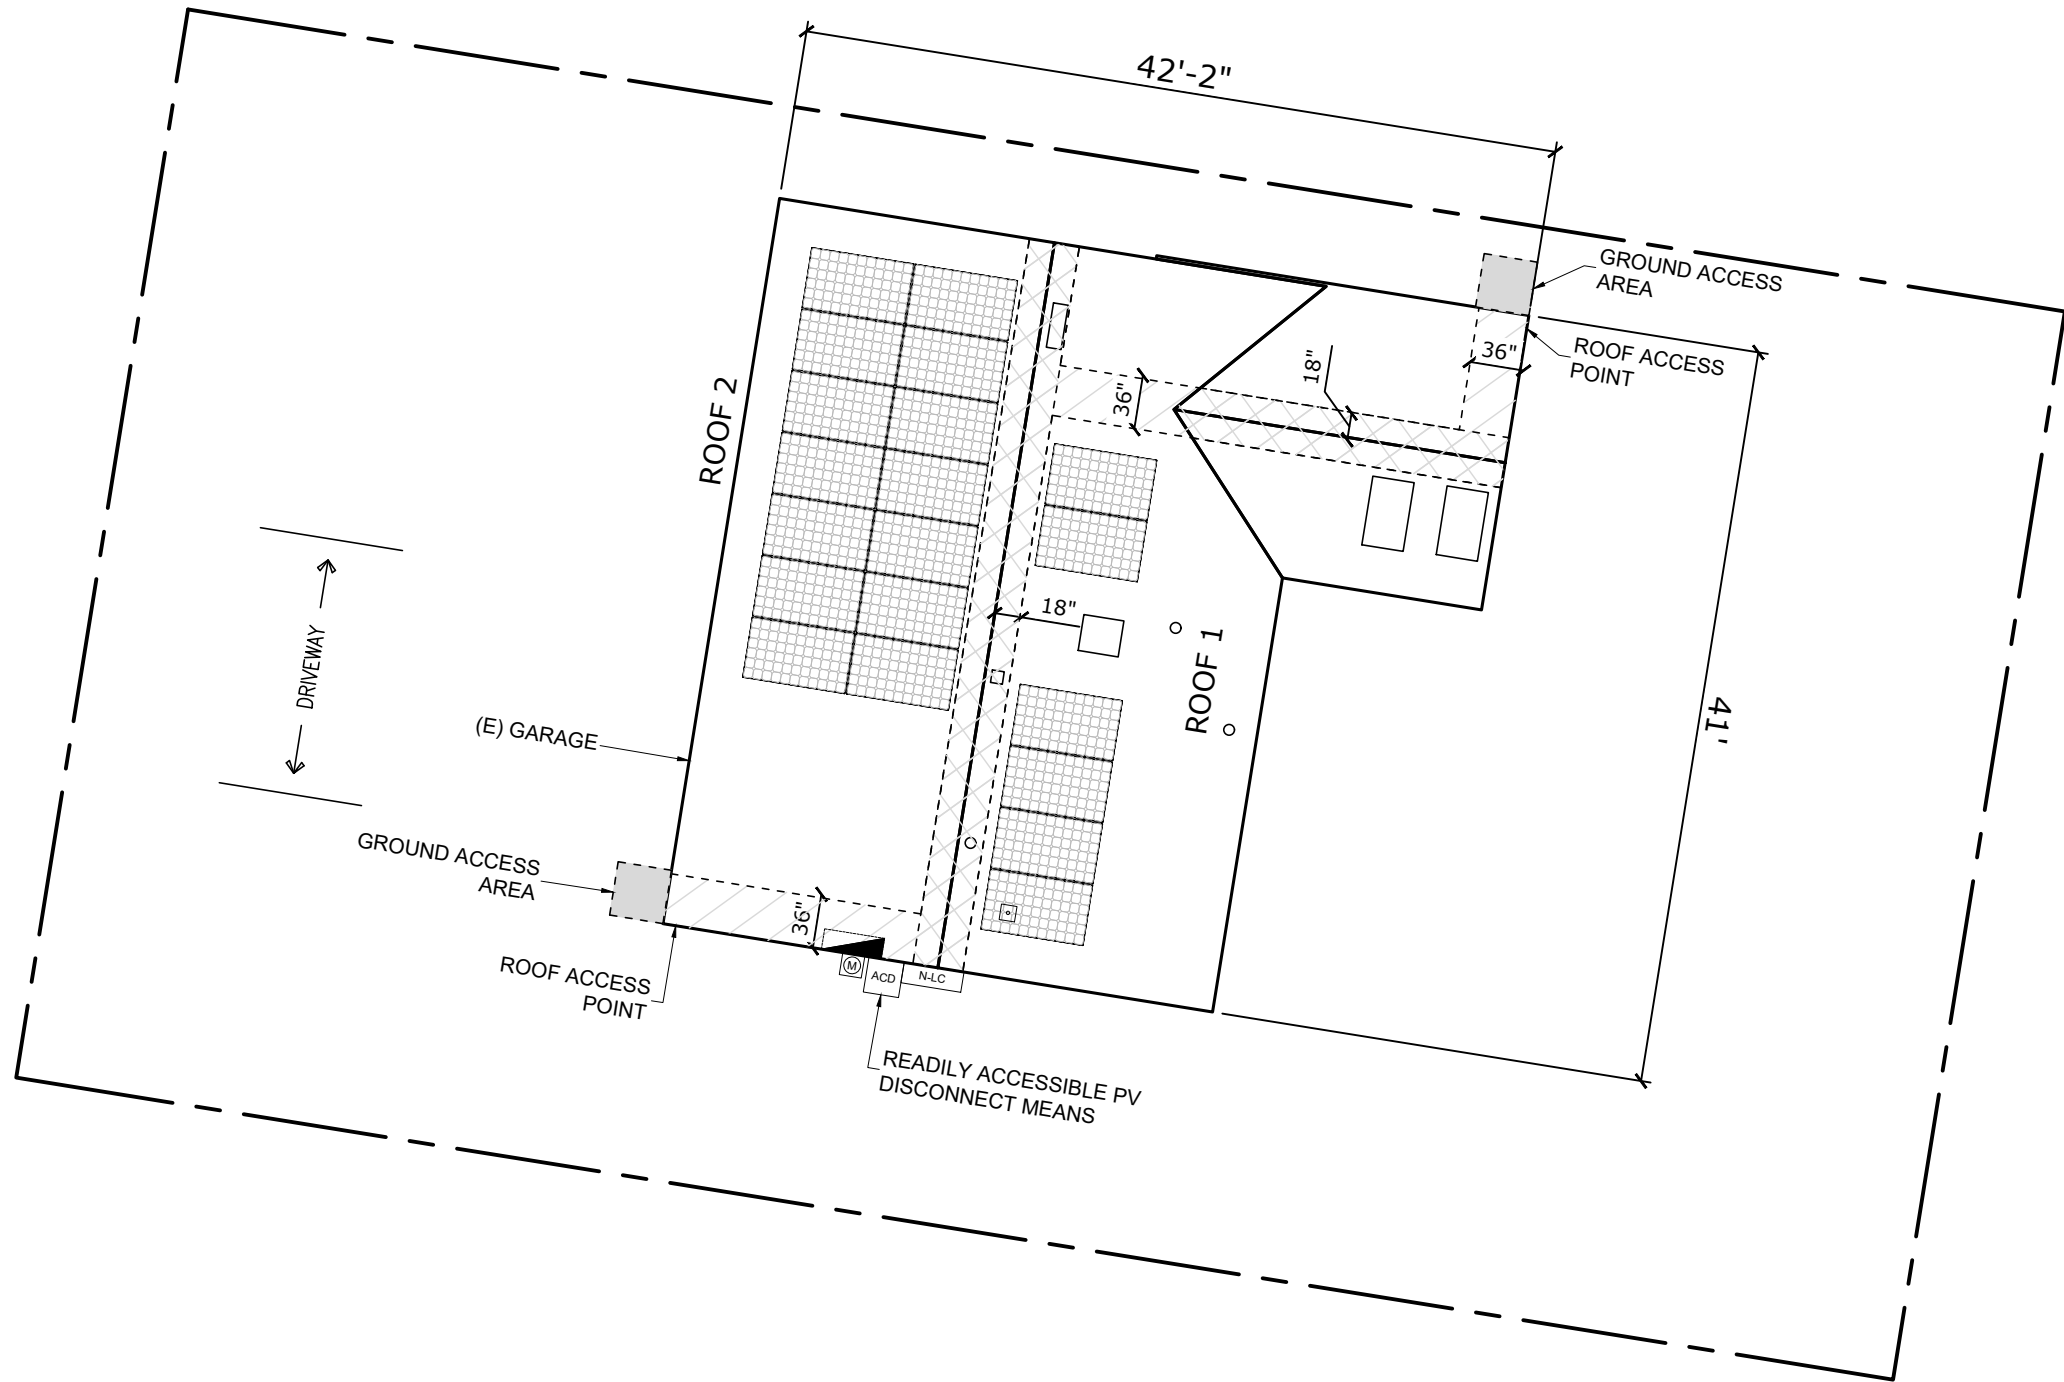 42'-2"
GROUND ACCESS
AREA
ROOF ACCESS
POINT
36"
18"
36"
ROOF 2
18"
ROOF 1
41'
DRIVEWAY
(E) GARAGE
GROUND ACCESS
AREA
36"
ROOF ACCESS
POINT
M
ACD
N-LC
READILY ACCESSIBLE PV
DISCONNECT MEANS